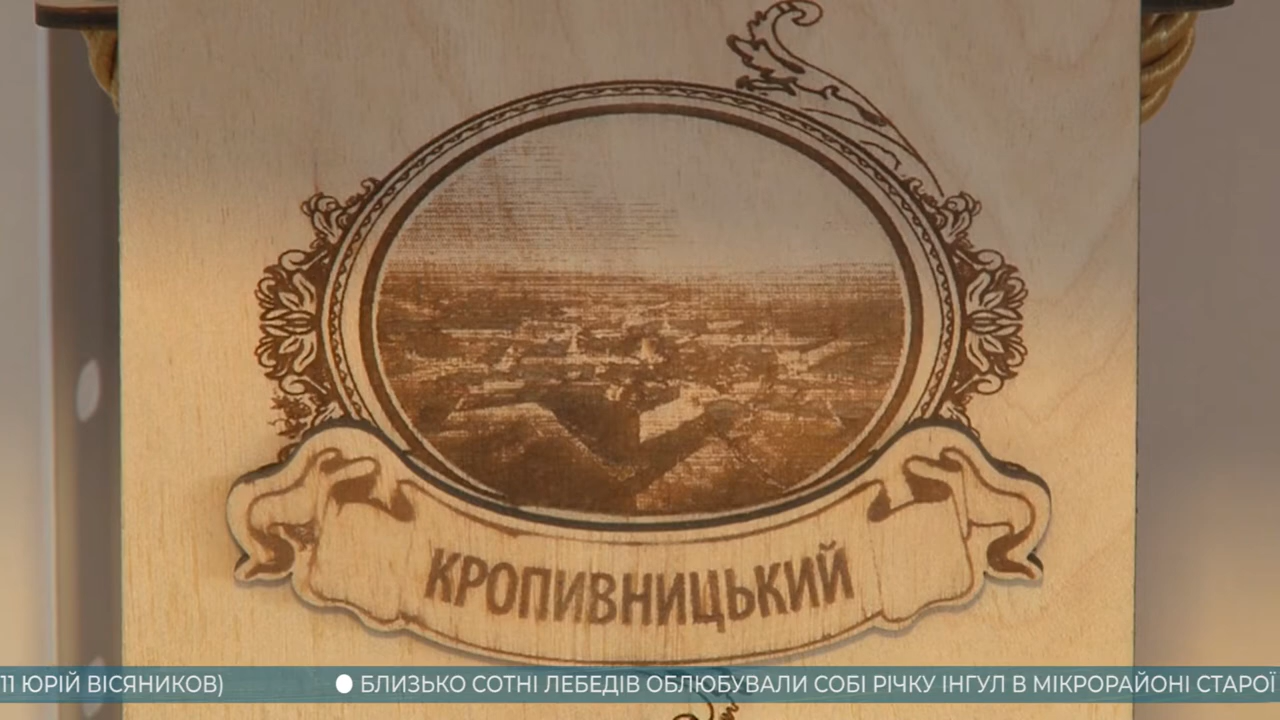 КРОПИВНИЦЬКИЙ
11 ЮРІЙ ВІСЯНИКОВ) ● БЛИЗЬКО СОТНІ ЛЕБЕДІВ ОБЛЮБУВАЛИ СОБІ РІЧКУ ІНГУЛ В МІКРОРАЙОНІ СТАРОЇ